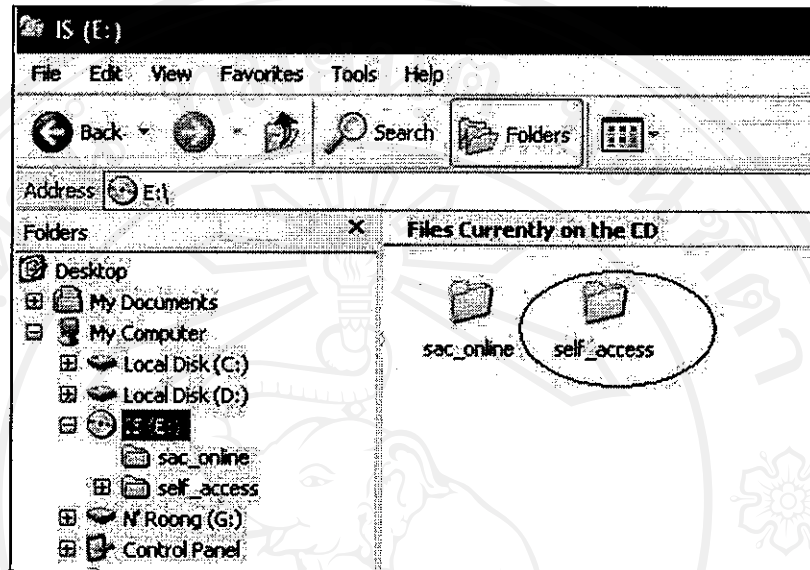 IS (E:)
File Edit View Favorites Tools Help
Back Search Folders
Address E:\
Folders × Files Currently on the CD
Desktop
My Documents
My Computer
Local Disk (C:)
Local Disk (D:)
IS (E:)
sac_online
self_access
N' Roong (G:)
Control Panel
sac_online self_access